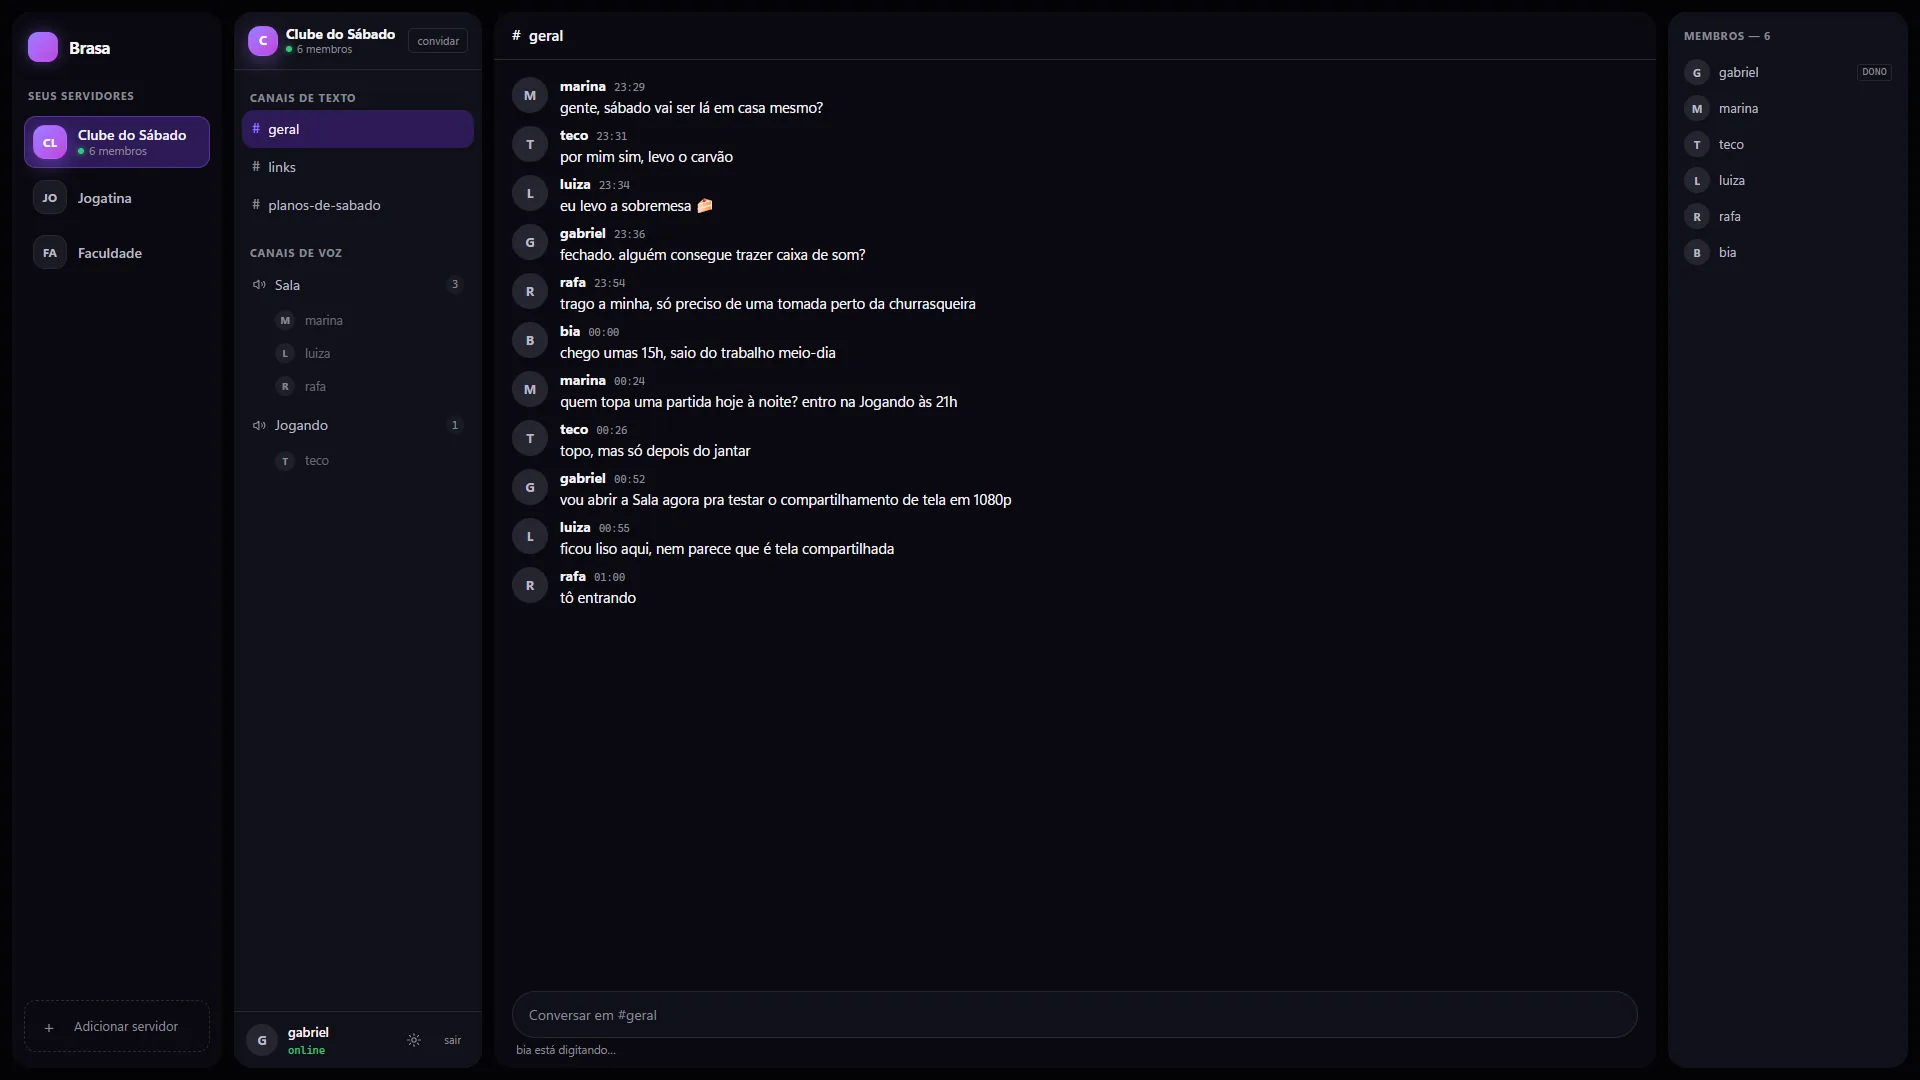 Brasa
SEUS SERVIDORES
CL
Clube do Sábado
6 membros
JO
Jogatina
FA
Faculdade
+ Adicionar servidor
C
Clube do Sábado
6 membros
convidar
CANAIS DE TEXTO
# geral
# links
# planos-de-sabado
CANAIS DE VOZ
Sala 3
M marina
L luiza
R rafa
Jogando 1
T teco
G
gabriel
online
sair
# geral
M
marina 23:29
gente, sábado vai ser lá em casa mesmo?
T
teco 23:31
por mim sim, levo o carvão
L
luiza 23:34
eu levo a sobremesa 🍰
G
gabriel 23:36
fechado. alguém consegue trazer caixa de som?
R
rafa 23:54
trago a minha, só preciso de uma tomada perto da churrasqueira
B
bia 00:00
chego umas 15h, saio do trabalho meio-dia
M
marina 00:24
quem topa uma partida hoje à noite? entro na Jogando às 21h
T
teco 00:26
topo, mas só depois do jantar
G
gabriel 00:52
vou abrir a Sala agora pra testar o compartilhamento de tela em 1080p
L
luiza 00:55
ficou liso aqui, nem parece que é tela compartilhada
R
rafa 01:00
tô entrando
Conversar em #geral
bia está digitando...
MEMBROS — 6
G gabriel DONO
M marina
T teco
L luiza
R rafa
B bia